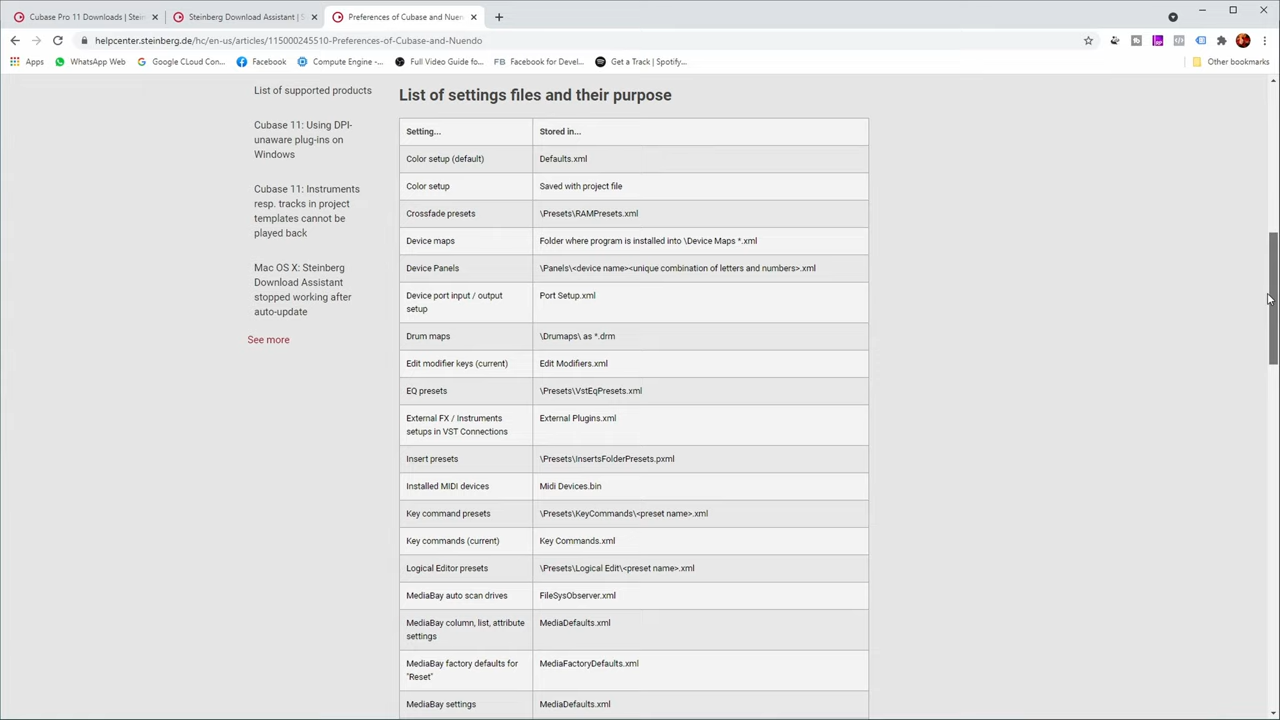 Cubase Pro 11 Downloads | Stein
Steinberg Download Assistant | S
Preferences of Cubase and Nuen
helpcenter.steinberg.de/hc/en-us/articles/115000245510-Preferences-of-Cubase-and-Nuendo
Apps
WhatsApp Web
Google CLoud Con...
Facebook
Compute Engine -...
Full Video Guide fo...
FB Facebook for Devel...
Get a Track | Spotify...
Other bookmarks
List of supported products
Cubase 11: Using DPI-
unaware plug-ins on
Windows
Cubase 11: Instruments
resp. tracks in project
templates cannot be
played back
Mac OS X: Steinberg
Download Assistant
stopped working after
auto-update
See more
List of settings files and their purpose
Setting... Stored in...
Color setup (default) Defaults.xml
Color setup Saved with project file
Crossfade presets \Presets\RAMPresets.xml
Device maps Folder where program is installed into \Device Maps *.xml
Device Panels \Panels\<device name><unique combination of letters and numbers>.xml
Device port input / output Port Setup.xml
setup
Drum maps \Drumaps\ as *.drm
Edit modifier keys (current) Edit Modifiers.xml
EQ presets \Presets\VstEqPresets.xml
External FX / Instruments External Plugins.xml
setups in VST Connections
Insert presets \Presets\InsertsFolderPresets.pxml
Installed MIDI devices Midi Devices.bin
Key command presets \Presets\KeyCommands\<preset name>.xml
Key commands (current) Key Commands.xml
Logical Editor presets \Presets\Logical Edit\<preset name>.xml
MediaBay auto scan drives FileSysObserver.xml
MediaBay column, list, attribute MediaDefaults.xml
settings
MediaBay factory defaults for MediaFactoryDefaults.xml
"Reset"
MediaBay settings MediaDefaults.xml